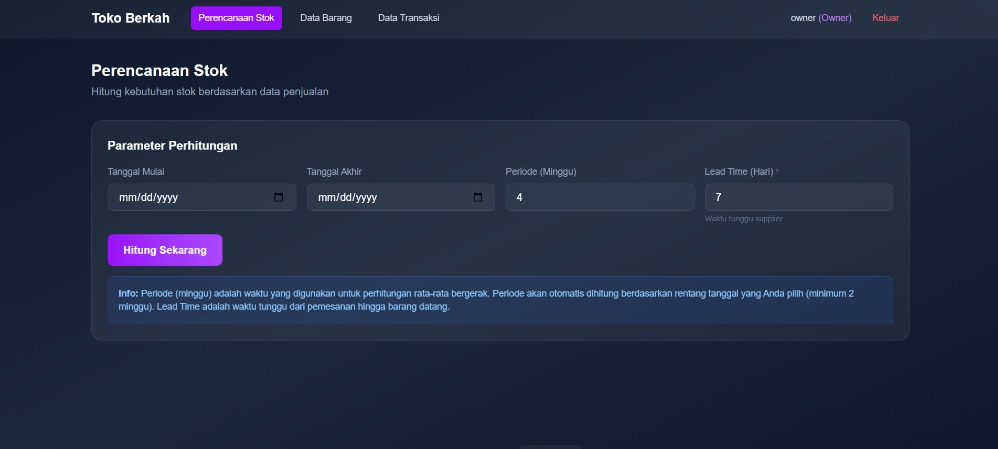 Toko Berkah Perencanaan Stok Data Barang Data Transaksi owner (Owner) Keluar
Perencanaan Stok
Hitung kebutuhan stok berdasarkan data penjualan
Parameter Perhitungan
Tanggal Mulai Tanggal Akhir Periode (Minggu) Lead Time (Hari) *
mm/dd/yyyy mm/dd/yyyy 4 7
Waktu tunggu supplier
Hitung Sekarang
Info: Periode (minggu) adalah waktu yang digunakan untuk perhitungan rata-rata bergerak. Periode akan otomatis dihitung berdasarkan rentang tanggal yang Anda pilih (minimum 2
minggu). Lead Time adalah waktu tunggu dari pemesanan hingga barang datang.